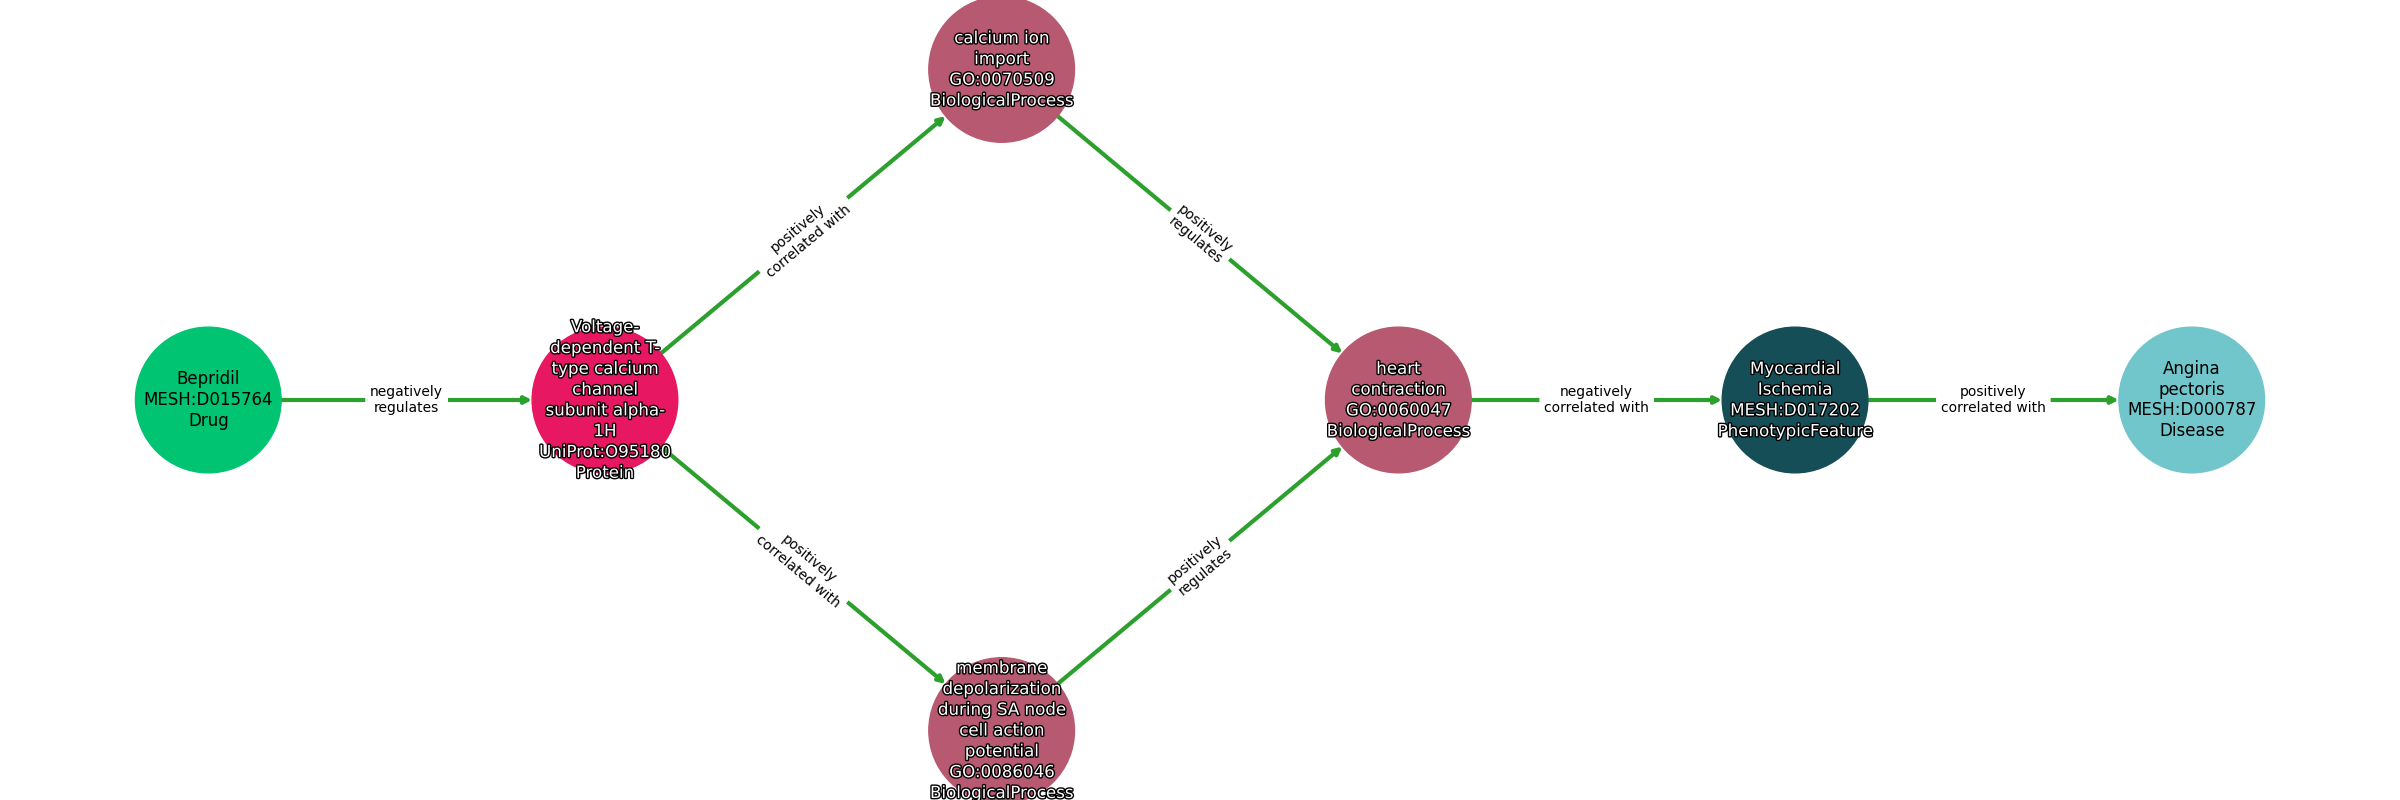 calcium ion
import
GO:0070509
BiologicalProcess
positively
correlated with
positively
regulates
Bepridil
MESH:D015764
Drug
negatively
regulates
Voltage-
dependent T-
type calcium
channel
subunit alpha-
1H
UniProt:O95180
Protein
heart
contraction
GO:0060047
BiologicalProcess
negatively
correlated with
Myocardial
Ischemia
MESH:D017202
PhenotypicFeature
positively
correlated with
Angina
pectoris
MESH:D000787
Disease
positively
correlated with
positively
regulates
membrane
depolarization
during SA node
cell action
potential
GO:0086046
BiologicalProcess